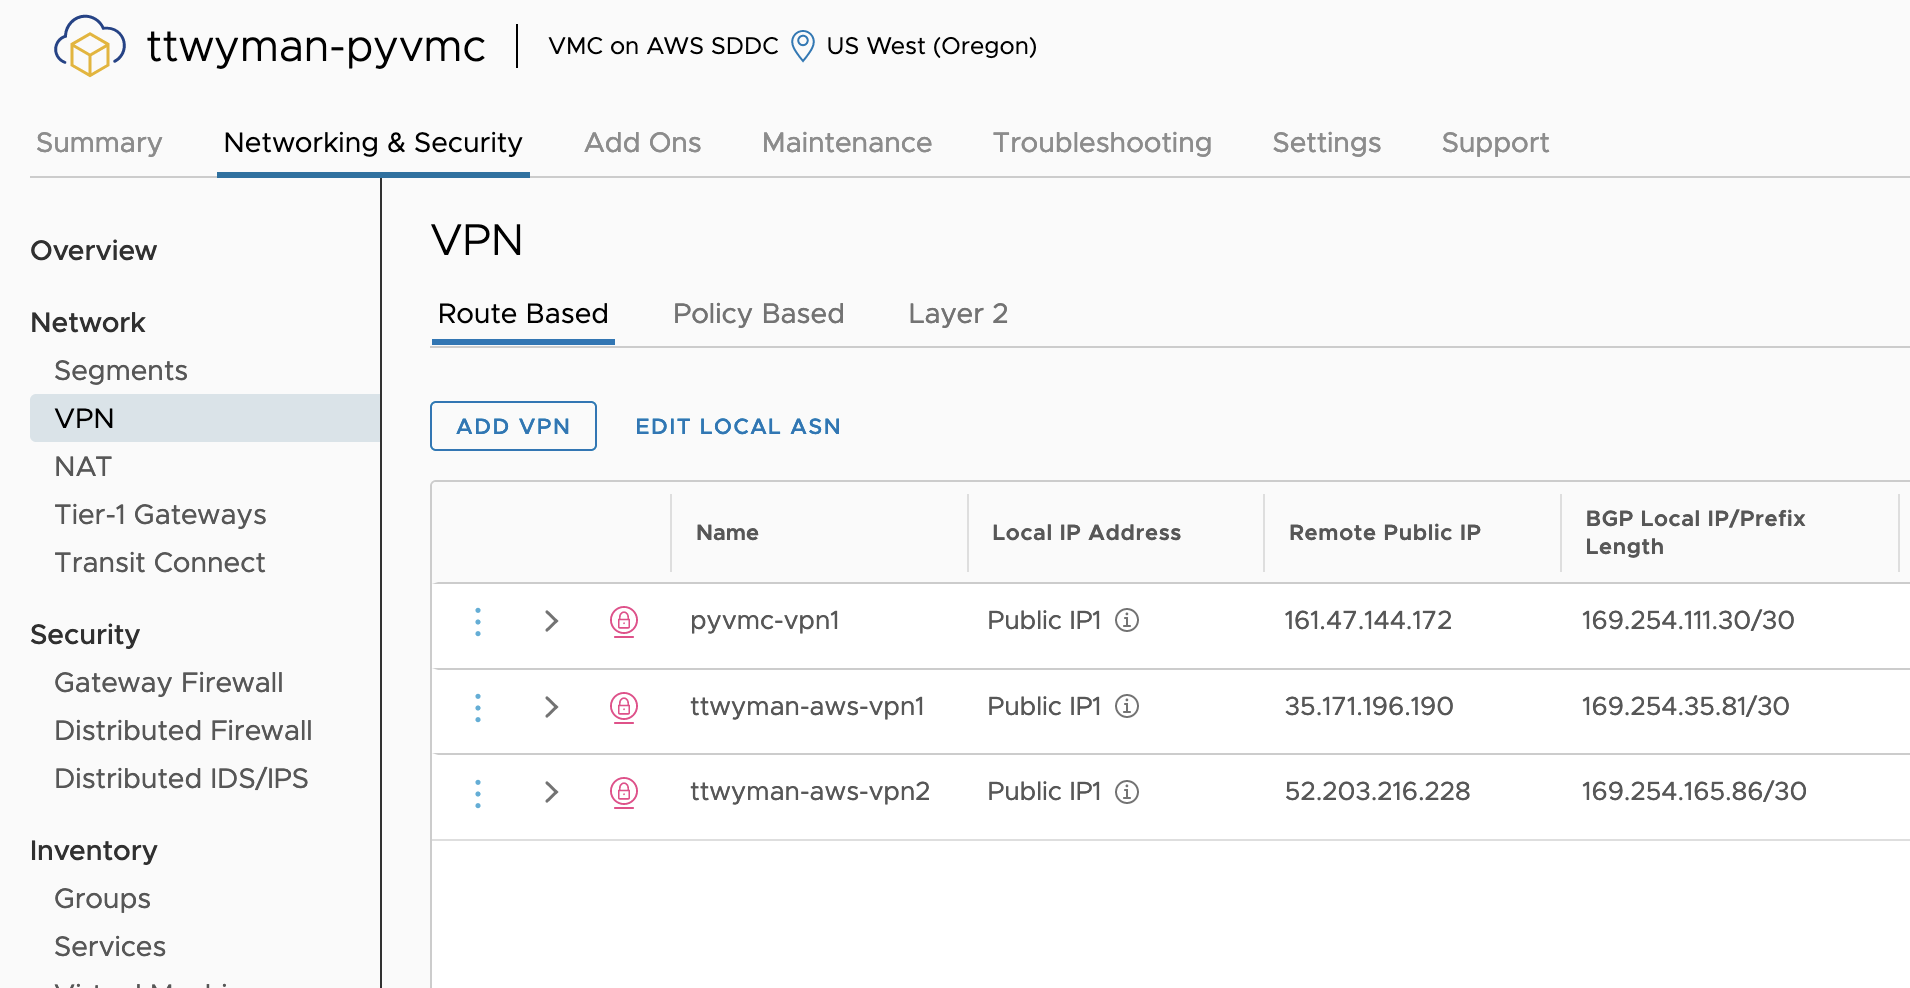 ttwyman-pyvmc
VMC on AWS SDDC US West (Oregon)
Summary Networking & Security Add Ons Maintenance Troubleshooting Settings Support
Overview
Network
Segments
VPN
NAT
Tier-1 Gateways
Transit Connect
Security
Gateway Firewall
Distributed Firewall
Distributed IDS/IPS
Inventory
Groups
Services
VPN
Route Based Policy Based Layer 2
ADD VPN EDIT LOCAL ASN
Name Local IP Address Remote Public IP BGP Local IP/Prefix
Length
pyvmc-vpn1 Public IP1 161.47.144.172 169.254.111.30/30
ttwyman-aws-vpn1 Public IP1 35.171.196.190 169.254.35.81/30
ttwyman-aws-vpn2 Public IP1 52.203.216.228 169.254.165.86/30